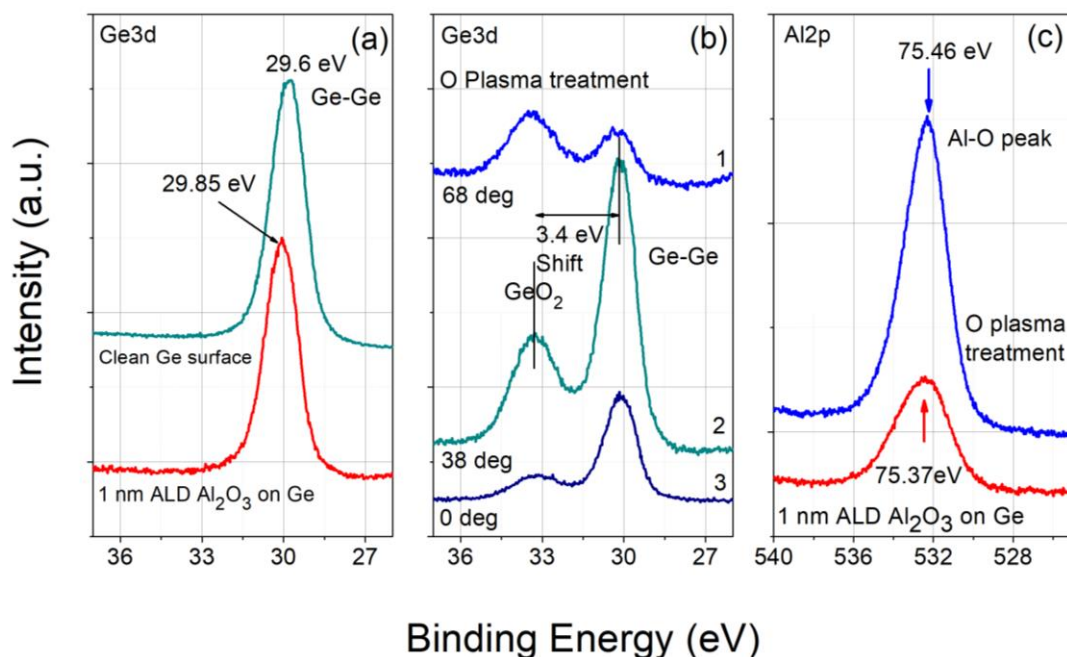 Intensity (a.u.)
Ge3d
(a)
29.6 eV
Ge-Ge
29.85 eV
Clean Ge surface
1 nm ALD Al₂O₃ on Ge
36 33 30 27
Ge3d
(b)
O Plasma treatment
1
68 deg
3.4 eV
Shift
Ge-Ge
GeO₂
2
38 deg
3
0 deg
36 33 30 27
Al2p
(c)
75.46 eV
Al-O peak
O plasma
treatment
75.37eV
1 nm ALD Al₂O₃ on Ge
540 536 532 528
Binding Energy (eV)